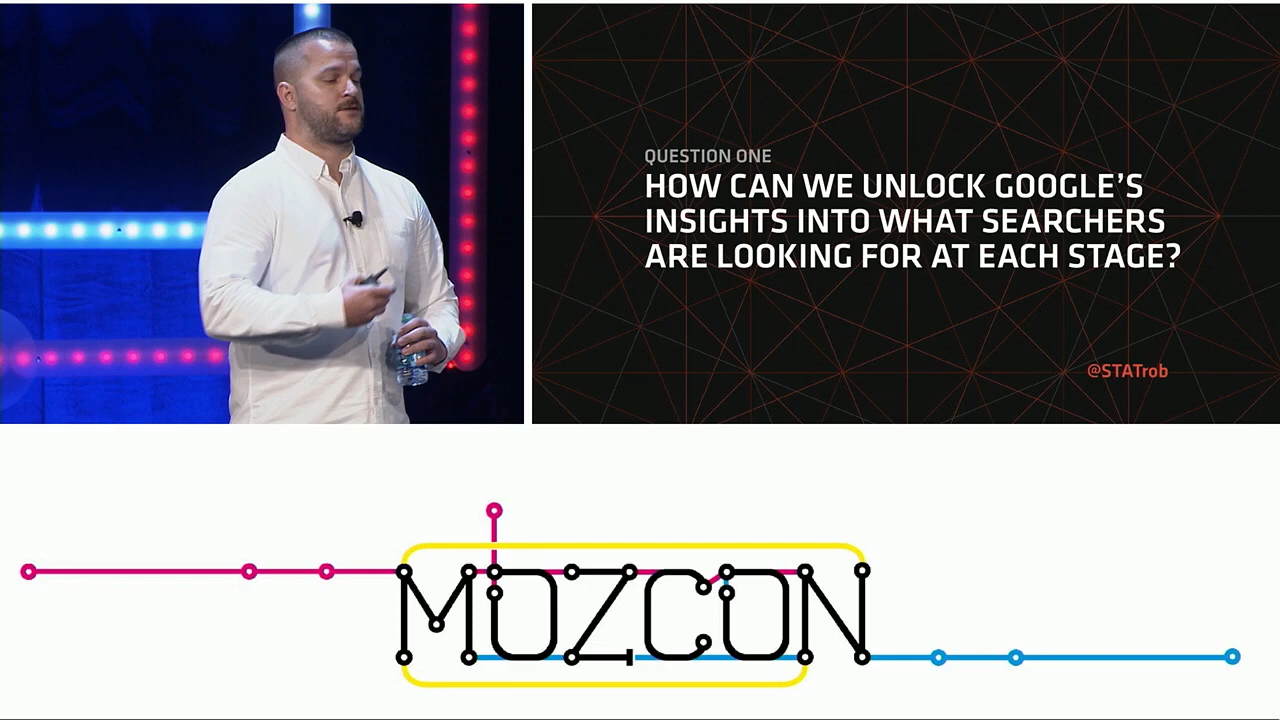 QUESTION ONE
HOW CAN WE UNLOCK GOOGLE'S
INSIGHTS INTO WHAT SEARCHERS
ARE LOOKING FOR AT EACH STAGE?
@STATrob
MOZCON